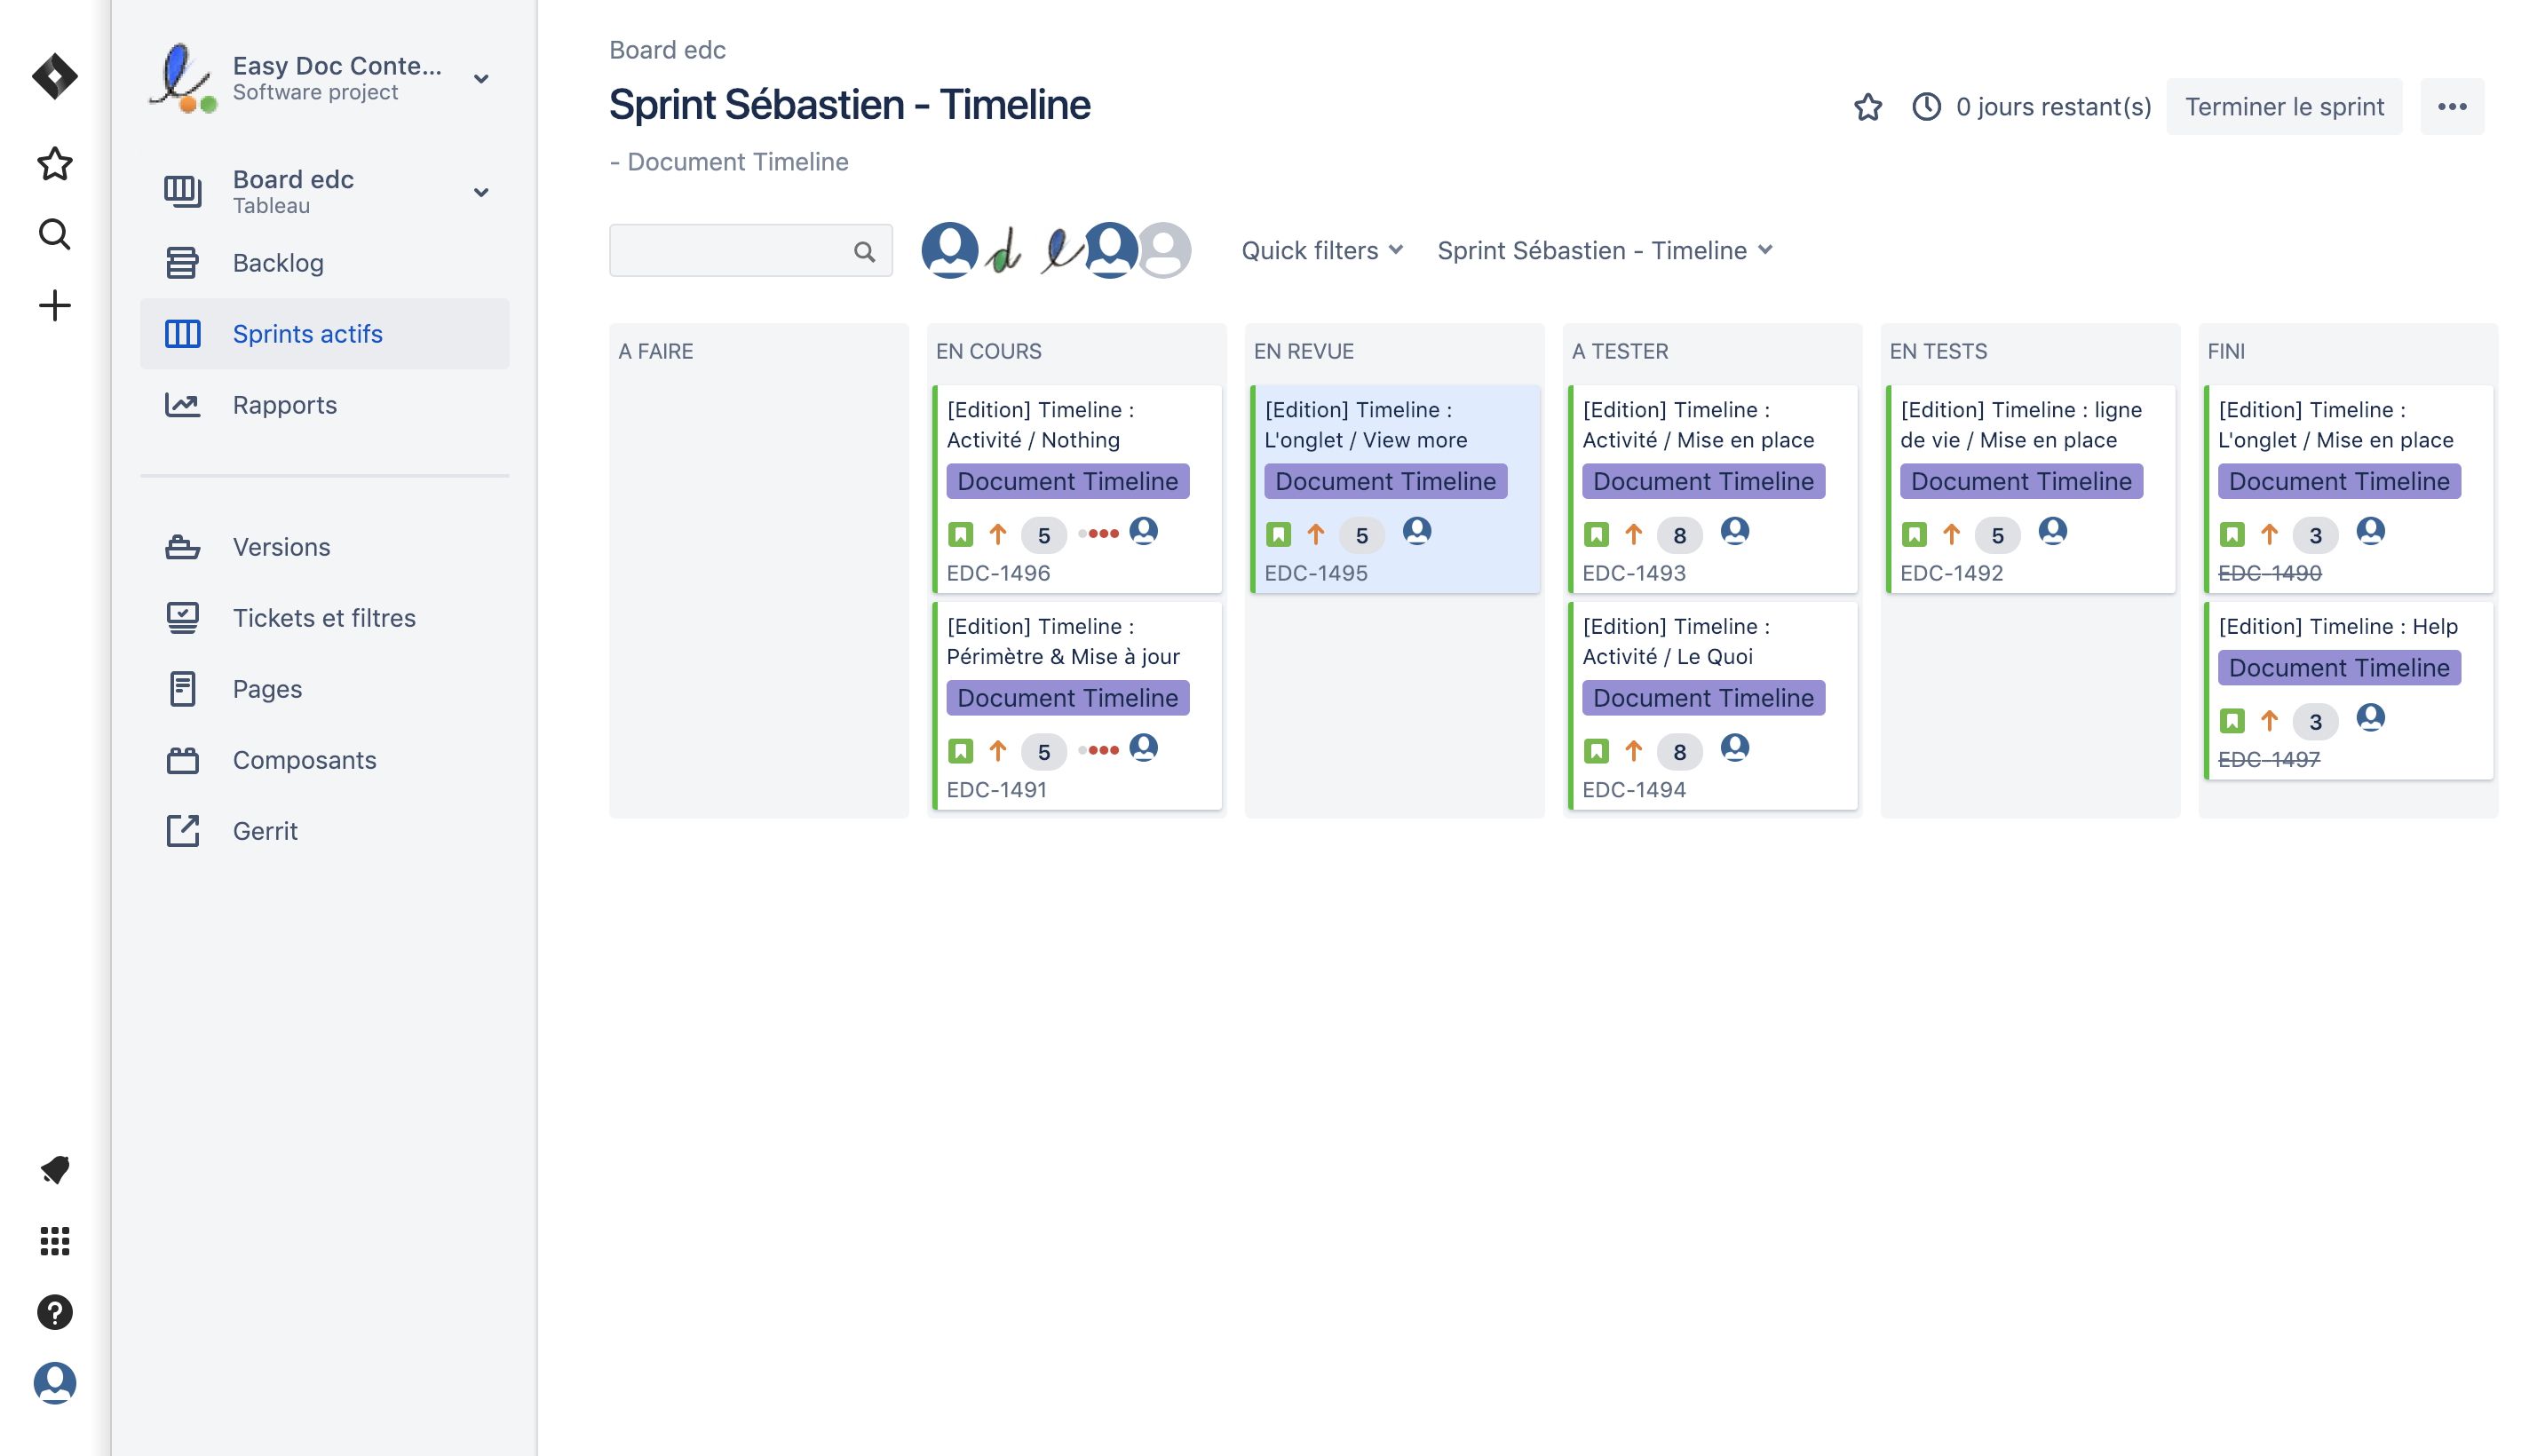 Easy Doc Conte...
Software project
Board edc
Tableau
Backlog
Sprints actifs
Rapports
Versions
Tickets et filtres
Pages
Composants
Gerrit
Board edc
Sprint Sébastien - Timeline
0 jours restant(s)
Terminer le sprint
- Document Timeline
Quick filters
Sprint Sébastien - Timeline
A FAIRE
EN COURS
[Edition] Timeline :
Activité / Nothing
Document Timeline
5
EDC-1496
[Edition] Timeline :
Périmètre & Mise à jour
Document Timeline
5
EDC-1491
EN REVUE
[Edition] Timeline :
L'onglet / View more
Document Timeline
5
EDC-1495
A TESTER
[Edition] Timeline :
Activité / Mise en place
Document Timeline
8
EDC-1493
[Edition] Timeline :
Activité / Le Quoi
Document Timeline
8
EDC-1494
EN TESTS
[Edition] Timeline : ligne
de vie / Mise en place
Document Timeline
5
EDC-1492
FINI
[Edition] Timeline :
L'onglet / Mise en place
Document Timeline
3
EDC-1490
[Edition] Timeline : Help
Document Timeline
3
EDC-1497